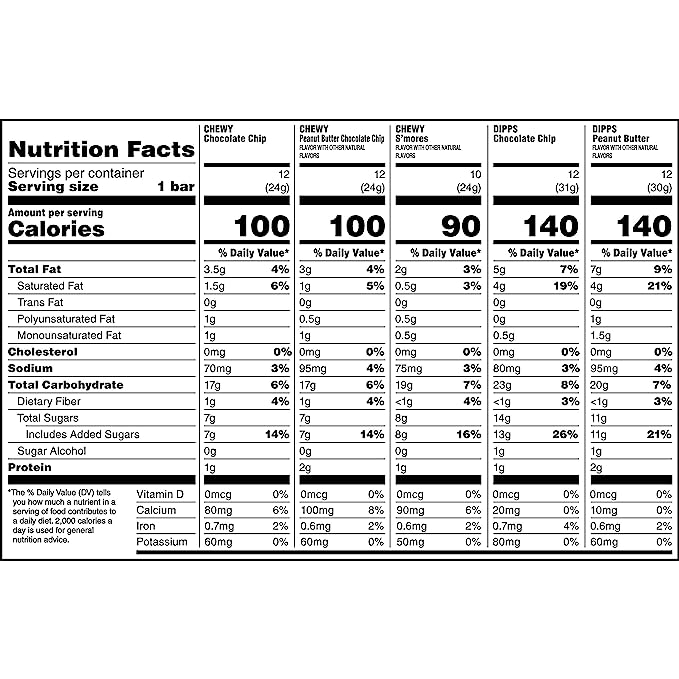 CHEWY CHEWY CHEWY DIPPS DIPPS
Chocolate Chip Peanut Butter Chocolate Chip S'mores Chocolate Chip Peanut Butter
FLAVOR WITH OTHER NATURAL FLAVORS FLAVOR WITH OTHER NATURAL FLAVORS FLAVOR WITH OTHER NATURAL FLAVORS
Nutrition Facts
Servings per container 12 12 10 12 12
Serving size 1 bar (24g) (24g) (24g) (31g) (30g)
Amount per serving
Calories 100 100 90 140 140
% Daily Value* % Daily Value* % Daily Value* % Daily Value* % Daily Value*
Total Fat 3.5g 4% 3g 4% 2g 3% 5g 7% 7g 9%
Saturated Fat 1.5g 6% 1g 5% 0.5g 3% 4g 19% 4g 21%
Trans Fat 0g 0g 0g 0g 0g
Polyunsaturated Fat 1g 0.5g 0.5g 0g 1g
Monounsaturated Fat 1g 1g 0.5g 0.5g 1.5g
Cholesterol 0mg 0% 0mg 0% 0mg 0% 0mg 0% 0mg 0%
Sodium 70mg 3% 95mg 4% 75mg 3% 80mg 3% 95mg 4%
Total Carbohydrate 17g 6% 17g 6% 19g 7% 23g 8% 20g 7%
Dietary Fiber 1g 4% 1g 4% <1g 4% <1g 3% <1g 3%
Total Sugars 7g 7g 8g 14g 11g
Includes Added Sugars 7g 14% 7g 14% 8g 16% 13g 26% 11g 21%
Sugar Alcohol 0g 0g 0g 1g 1g
Protein 1g 2g 1g 1g 2g
Vitamin D 0mcg 0% 0mcg 0% 0mcg 0% 0mcg 0% 0mcg 0%
Calcium 80mg 6% 100mg 8% 90mg 6% 20mg 0% 10mg 0%
Iron 0.7mg 2% 0.6mg 2% 0.6mg 2% 0.7mg 4% 0.6mg 2%
Potassium 60mg 0% 60mg 0% 50mg 0% 80mg 0% 60mg 0%
*The % Daily Value (DV) tells
you how much a nutrient in a
serving of food contributes to
a daily diet. 2,000 calories a
day is used for general
nutrition advice.